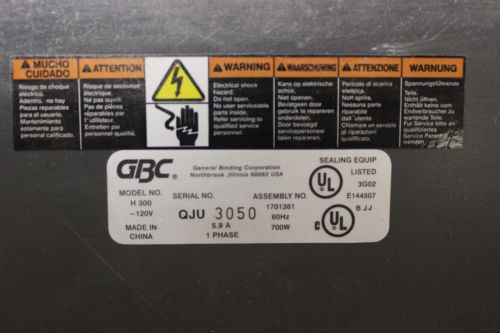 MUCHO
CUIDADO
Riesgo de choque
electrico.
Adentro, no hay
Piezas reparables
por el usuario.
Mantenimiento
solamente para
personal calificado.
ATTENTION
Risque de secousse
électrique.
Ne pas ouvrir.
Pas de pièces
réparables par
l' utilisateur.
Entretien par
personnel qualifié.
WARNING
Electrical shock
hazard.
Do not open.
No user serviceable
parts inside.
Refer servicing to
qualified service
personnel.
WAARSCHUWING
Kans op elektrische
schok.
Niet openen.
Bevat geen door
gebruiker te
bedienen onderdelen.
Door bevoegd
servicepersoneel
laten repareren.
ATTENZIONE
Pericolo di scarica
elettrica.
Non aprire.
Nessuna parte
riparabile
dall `utente.
Chiamare il servizio
di riparazioni
qualificato.
WARNUNG
Spannungsführende
Teile.
Nicht öffnen.
Enthält keine vom
Endverbraucher zu
wartende Teile.
Für Service bitte
an qualifiziertes
Service Personal
GBC
General Binding Corporation
Northbrook ,Illinois 60062 USA
SEALING EQUIP
LISTED
3G02
E144507
UL
MODEL NO.
H 300
~120V
SERIAL NO.
QJU 3050
5.9 A
1 PHASE
ASSEMBLY NO.
1701361
60Hz
700W
C UL
B JJ
MADE IN
CHINA